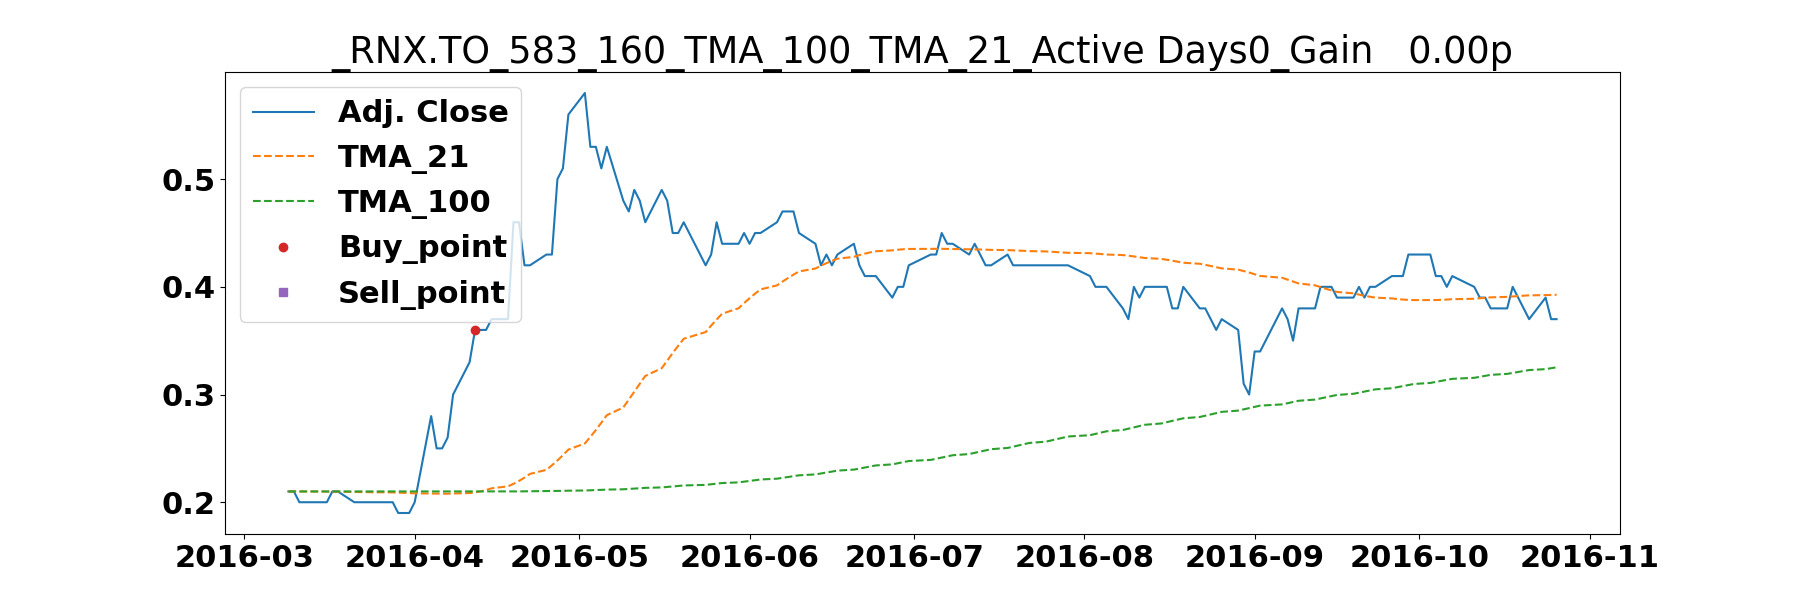 _RNX.TO_583_160_TMA_100_TMA_21_Active Days0_Gain   0.00p
Adj. Close
TMA_21
TMA_100
Buy_point
Sell_point
0.5
0.4
0.3
0.2
2016-03 2016-04 2016-05 2016-06 2016-07 2016-08 2016-09 2016-10 2016-11